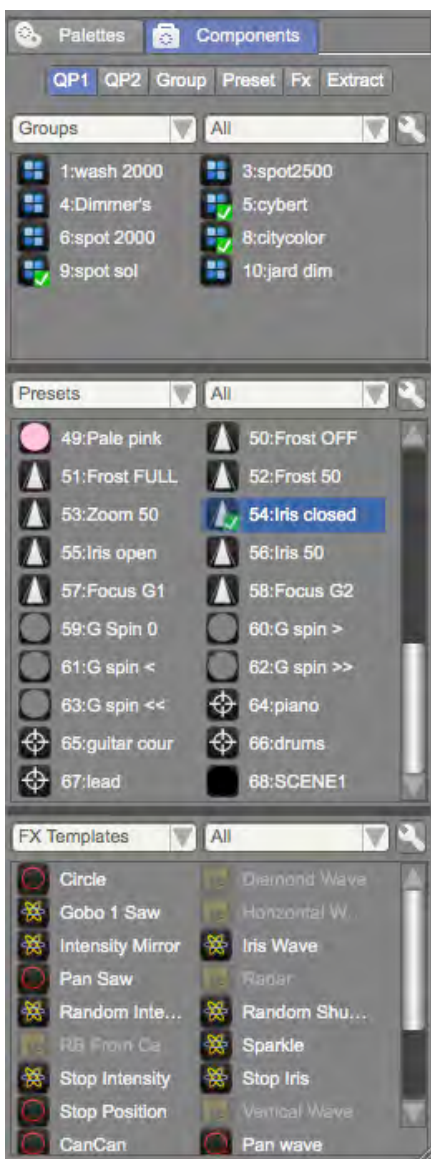 Palettes Components
QP1 QP2 Group Preset Fx Extract
Groups All
1:wash 2000 3:spot2500
4:Dimmer's 5:cybert
6:spot 2000 8:citycolor
9:spot sol 10:jard dim
Presets All
49:Pale pink 50:Frost OFF
51:Frost FULL 52:Frost 50
53:Zoom 50 54:Iris closed
55:Iris open 56:Iris 50
57:Focus G1 58:Focus G2
59:G Spin 0 60:G spin >
61:G spin < 62:G spin >>
63:G spin << 64:piano
65:guitar cour 66:drums
67:lead 68:SCENE1
FX Templates All
Circle Diamond Wave
Gobo 1 Saw Horizontal W...
Intensity Mirror Iris Wave
Pan Saw Radar
Random Inte... Random Shu...
RB From Ce... Sparkle
Stop Intensity Stop Iris
Stop Position Vertical Wave
CanCan Pan wave